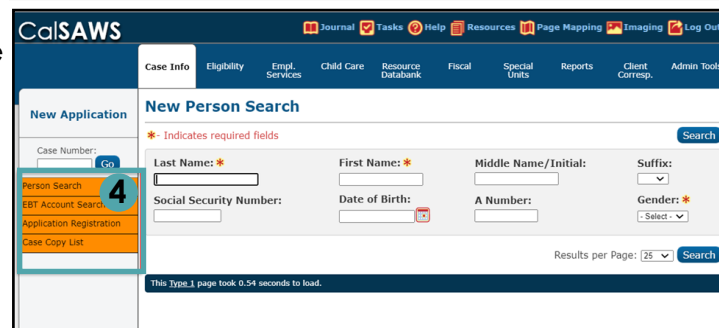 CalSAWS
Journal Tasks Help Resources Page Mapping Imaging Log Out
Case Info Eligibility Empl. Services Child Care Resource Databank Fiscal Special Units Reports Client Corresp. Admin Tools
e
New Application
Case Number:
Go
Person Search
EBT Account Search
Application Registration
Case Copy List
4
New Person Search
*- Indicates required fields
Search
Last Name: * First Name: * Middle Name/Initial: Suffix:
Social Security Number: Date of Birth: A Number: Gender: *
- Select -
Results per Page: 25 Search
This Type 1 page took 0.54 seconds to load.